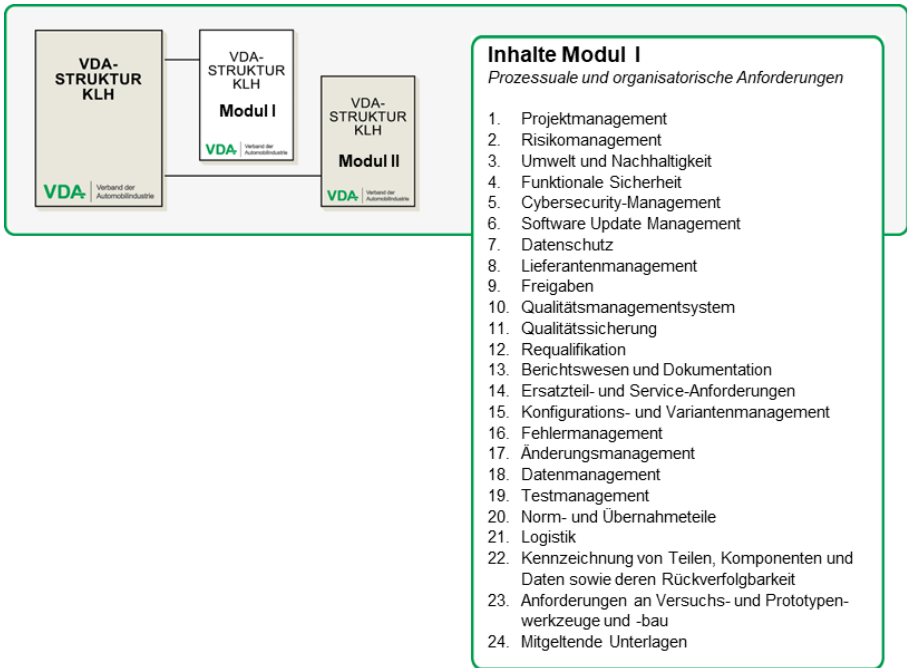 VDA-
STRUKTUR
KLH
VDA
Verband der
Automobilindustrie
VDA-
STRUKTUR
KLH
Modul I
VDA
Verband der
Automobilindustrie
VDA-
STRUKTUR
KLH
Modul II
VDA
Verband der
Automobilindustrie
Inhalte Modul I
Prozessuale und organisatorische Anforderungen
1. Projektmanagement
2. Risikomanagement
3. Umwelt und Nachhaltigkeit
4. Funktionale Sicherheit
5. Cybersecurity-Management
6. Software Update Management
7. Datenschutz
8. Lieferantenmanagement
9. Freigaben
10. Qualitätsmanagementsystem
11. Qualitätssicherung
12. Requalifikation
13. Berichtswesen und Dokumentation
14. Ersatzteil- und Service-Anforderungen
15. Konfigurations- und Variantenmanagement
16. Fehlermanagement
17. Änderungsmanagement
18. Datenmanagement
19. Testmanagement
20. Norm- und Übernahmeteile
21. Logistik
22. Kennzeichnung von Teilen, Komponenten und
Daten sowie deren Rückverfolgbarkeit
23. Anforderungen an Versuchs- und Prototypen-
werkzeuge und -bau
24. Mitgeltende Unterlagen